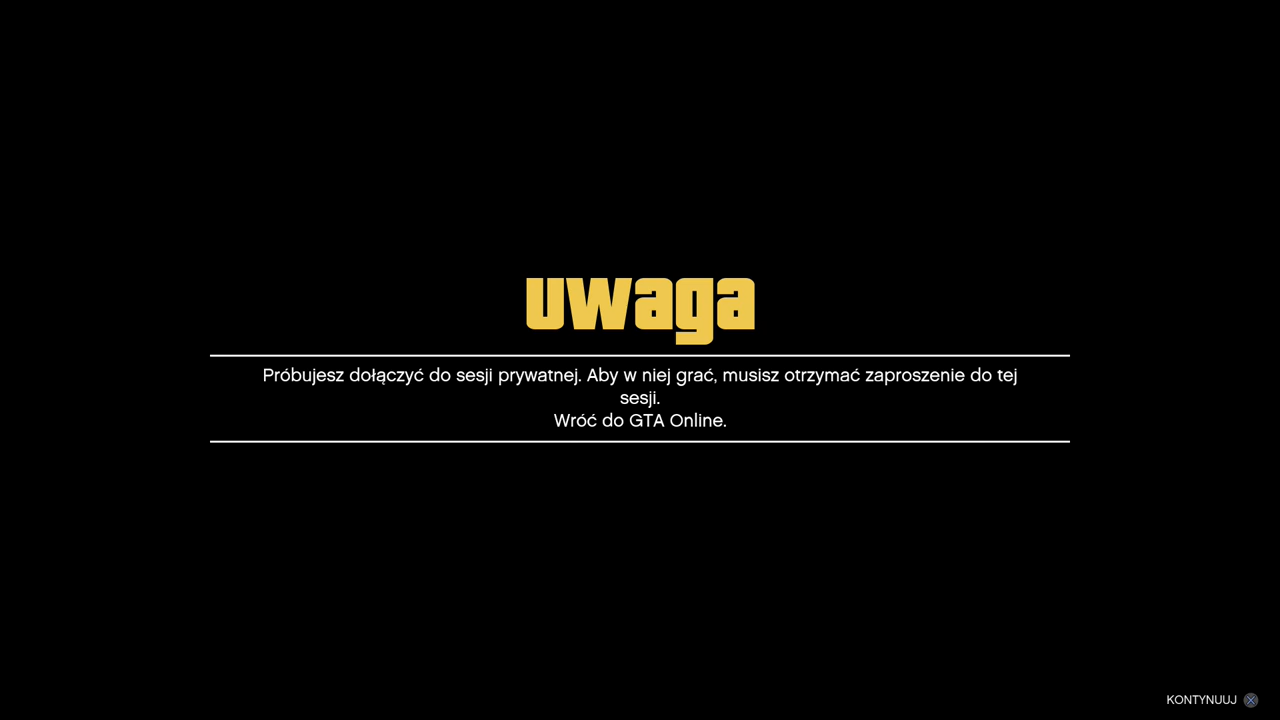 uwaga
Próbujesz dołączyć do sesji prywatnej. Aby w niej grać, musisz otrzymać zaproszenie do tej
sesji.
Wróć do GTA Online.
KONTYNUUJ